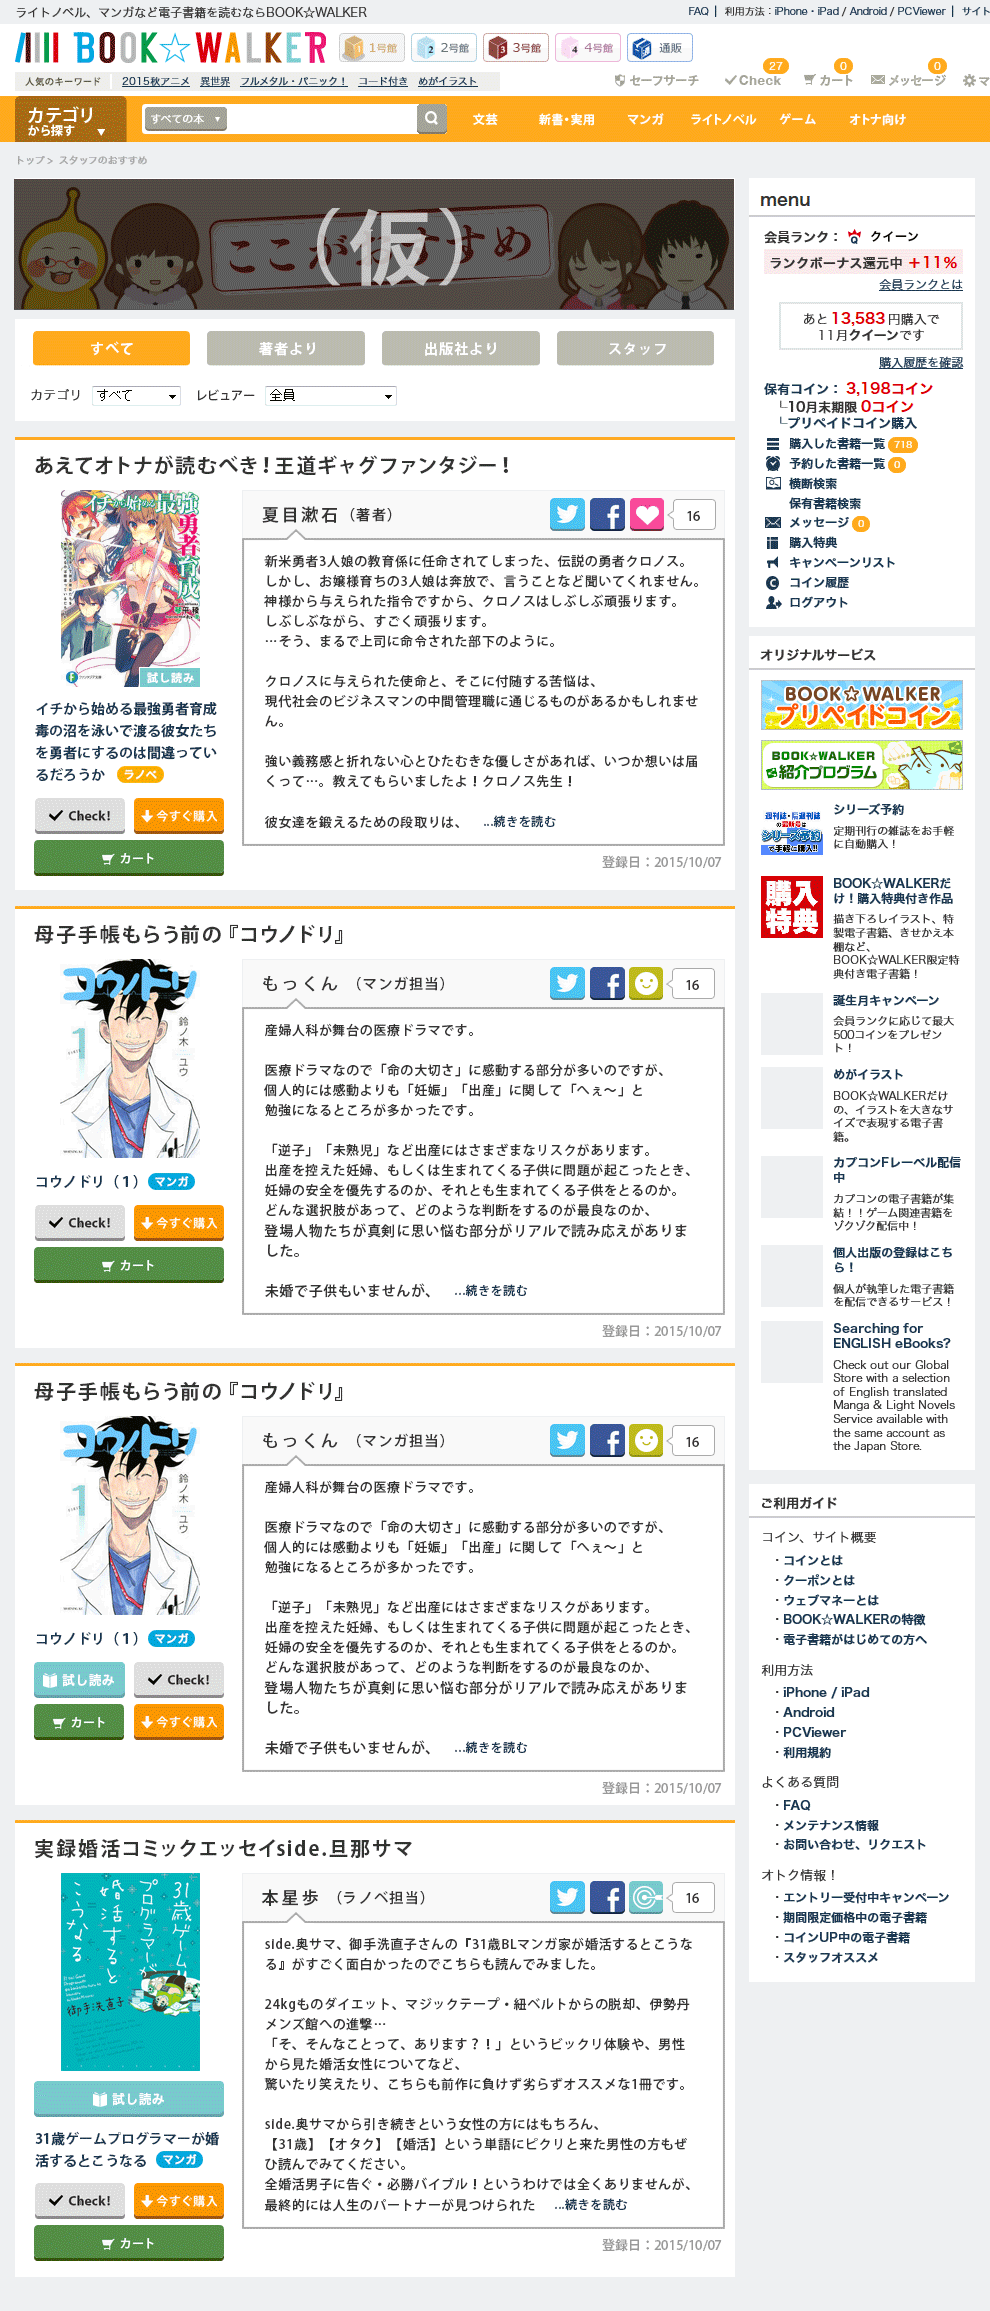 ライトノベル、マンガなど電子書籍を読むならBOOK☆WALKER
FAQ | 利用方法：iPhone・iPad / Android / PCViewer | サイト
BOOK☆WALKER
1号館 2号館 3号館 4号館 通販
人気のキーワード 2015秋アニメ 異世界 フルメタル・パニック！ コード付き めがイラスト
セーフサーチ Check 27 カート 0 メッセージ 0 マ
カテゴリ
から探す
すべての本
文芸 新書・実用 マンガ ライトノベル ゲーム オトナ向け
トップ > スタッフのおすすめ
ここがおすすめ
（仮）
すべて 著者より 出版社より スタッフ
カテゴリ すべて レビュアー 全員
あえてオトナが読むべき！王道ギャグファンタジー！
イチから始める最強勇者育成
試し読み
イチから始める最強勇者育成
毒の沼を泳いで渡る彼女たち
を勇者にするのは間違ってい
るだろうか ラノベ
Check! 今すぐ購入
カート
夏目漱石（著者）
16
新米勇者3人娘の教育係に任命されてしまった、伝説の勇者クロノス。
しかし、お嬢様育ちの3人娘は奔放で、言うことなど聞いてくれません。
神様から与えられた指令ですから、クロノスはしぶしぶ頑張ります。
しぶしぶながら、すごく頑張ります。
…そう、まるで上司に命令された部下のように。
クロノスに与えられた使命と、そこに付随する苦悩は、
現代社会のビジネスマンの中間管理職に通じるものがあるかもしれませ
ん。
強い義務感と折れない心とひたむきな優しさがあれば、いつか想いは届
くって…。教えてもらいましたよ！クロノス先生！
彼女達を鍛えるための段取りは、 …続きを読む
登録日：2015/10/07
母子手帳もらう前の『コウノドリ』
コウノドリ
1
鈴ノ木 ユウ
コウノドリ（１） マンガ
Check! 今すぐ購入
カート
もっくん （マンガ担当）
16
産婦人科が舞台の医療ドラマです。
医療ドラマなので「命の大切さ」に感動する部分が多いのですが、
個人的には感動よりも「妊娠」「出産」に関して「へぇ～」と
勉強になるところが多かったです。
「逆子」「未熟児」など出産にはさまざまなリスクがあります。
出産を控えた妊婦、もしくは生まれてくる子供に問題が起こったとき、
妊婦の安全を優先するのか、それとも生まれてくる子供をとるのか。
どんな選択肢があって、どのような判断をするのが最良なのか、
登場人物たちが真剣に思い悩む部分がリアルで読み応えがありま
した。
未婚で子供もいませんが、 …続きを読む
登録日：2015/10/07
母子手帳もらう前の『コウノドリ』
コウノドリ
1
鈴ノ木 ユウ
コウノドリ（１） マンガ
試し読み Check!
カート 今すぐ購入
もっくん （マンガ担当）
16
産婦人科が舞台の医療ドラマです。
医療ドラマなので「命の大切さ」に感動する部分が多いのですが、
個人的には感動よりも「妊娠」「出産」に関して「へぇ～」と
勉強になるところが多かったです。
「逆子」「未熟児」など出産にはさまざまなリスクがあります。
出産を控えた妊婦、もしくは生まれてくる子供に問題が起こったとき、
妊婦の安全を優先するのか、それとも生まれてくる子供をとるのか。
どんな選択肢があって、どのような判断をするのが最良なのか、
登場人物たちが真剣に思い悩む部分がリアルで読み応えがありま
した。
未婚で子供もいませんが、 …続きを読む
登録日：2015/10/07
実録婚活コミックエッセイside.旦那サマ
31歳ゲーム
プログラマーが
婚活すると
こうなる
御手洗直子
試し読み
31歳ゲームプログラマーが婚
活するとこうなる マンガ
Check! 今すぐ購入
カート
本星歩 （ラノベ担当）
16
side.奥サマ、御手洗直子さんの『31歳BLマンガ家が婚活するとこうな
る』がすごく面白かったのでこちらも読んでみました。
24kgものダイエット、マジックテープ・紐ベルトからの脱却、伊勢丹
メンズ館への進撃…
「そ、そんなことって、あります？！」というビックリ体験や、男性
から見た婚活女性についてなど、
驚いたり笑えたり、こちらも前作に負けず劣らずオススメな1冊です。
side.奥サマから引き続きという女性の方にはもちろん、
【31歳】【オタク】【婚活】という単語にピクリと来た男性の方もぜ
ひ読んでみてください。
全婚活男子に告ぐ・必勝バイブル！というわけでは全くありませんが、
最終的には人生のパートナーが見つけられた …続きを読む
登録日：2015/10/07
menu
会員ランク： クイーン
ランクボーナス還元中 +11%
会員ランクとは
あと13,583円購入で
11月クイーンです
購入履歴を確認
保有コイン： 3,198コイン
└10月末期限 0コイン
└プリペイドコイン購入
購入した書籍一覧 718
予約した書籍一覧 0
横断検索
保有書籍検索
メッセージ 0
購入特典
キャンペーンリスト
コイン履歴
ログアウト
オリジナルサービス
BOOK☆WALKER
プリペイドコイン
BOOK☆WALKER
紹介プログラム
週刊誌・隔週刊誌
の最新号は
シリーズ予約
で手軽に購入!!
シリーズ予約
定期刊行の雑誌をお手軽
に自動購入！
購入
特典
BOOK☆WALKERだ
け！購入特典付き作品
描き下ろしイラスト、特
製電子書籍、きせかえ本
棚など、
BOOK☆WALKER限定特
典付き電子書籍！
誕生月キャンペーン
会員ランクに応じて最大
500コインをプレゼン
ト！
めがイラスト
BOOK☆WALKERだけ
の、イラストを大きなサ
イズで表現する電子書
籍。
カプコンFレーベル配信
中
カプコンの電子書籍が集
結！！ゲーム関連書籍を
ゾクゾク配信中！
個人出版の登録はこち
ら！
個人が執筆した電子書籍
を配信できるサービス！
Searching for
ENGLISH eBooks?
Check out our Global
Store with a selection
of English translated
Manga & Light Novels
Service available with
the same account as
the Japan Store.
ご利用ガイド
コイン、サイト概要
・コインとは
・クーポンとは
・ウェブマネーとは
・BOOK☆WALKERの特徴
・電子書籍がはじめての方へ
利用方法
・iPhone / iPad
・Android
・PCViewer
・利用規約
よくある質問
・FAQ
・メンテナンス情報
・お問い合わせ、リクエスト
オトク情報！
・エントリー受付中キャンペーン
・期間限定価格中の電子書籍
・コインUP中の電子書籍
・スタッフオススメ